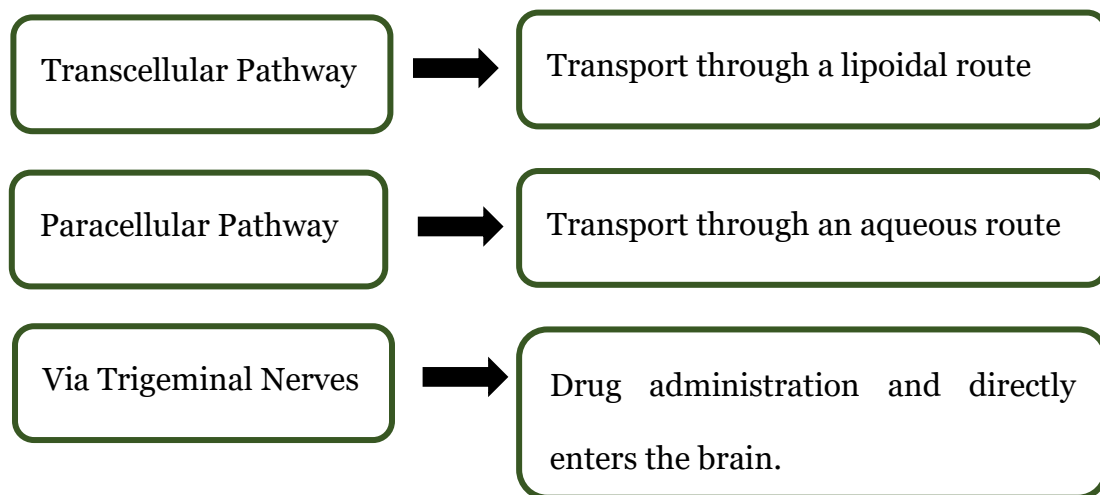 Transcellular Pathway
Transport through a lipoidal route
Paracellular Pathway
Transport through an aqueous route
Via Trigeminal Nerves
Drug administration and directly
enters the brain.